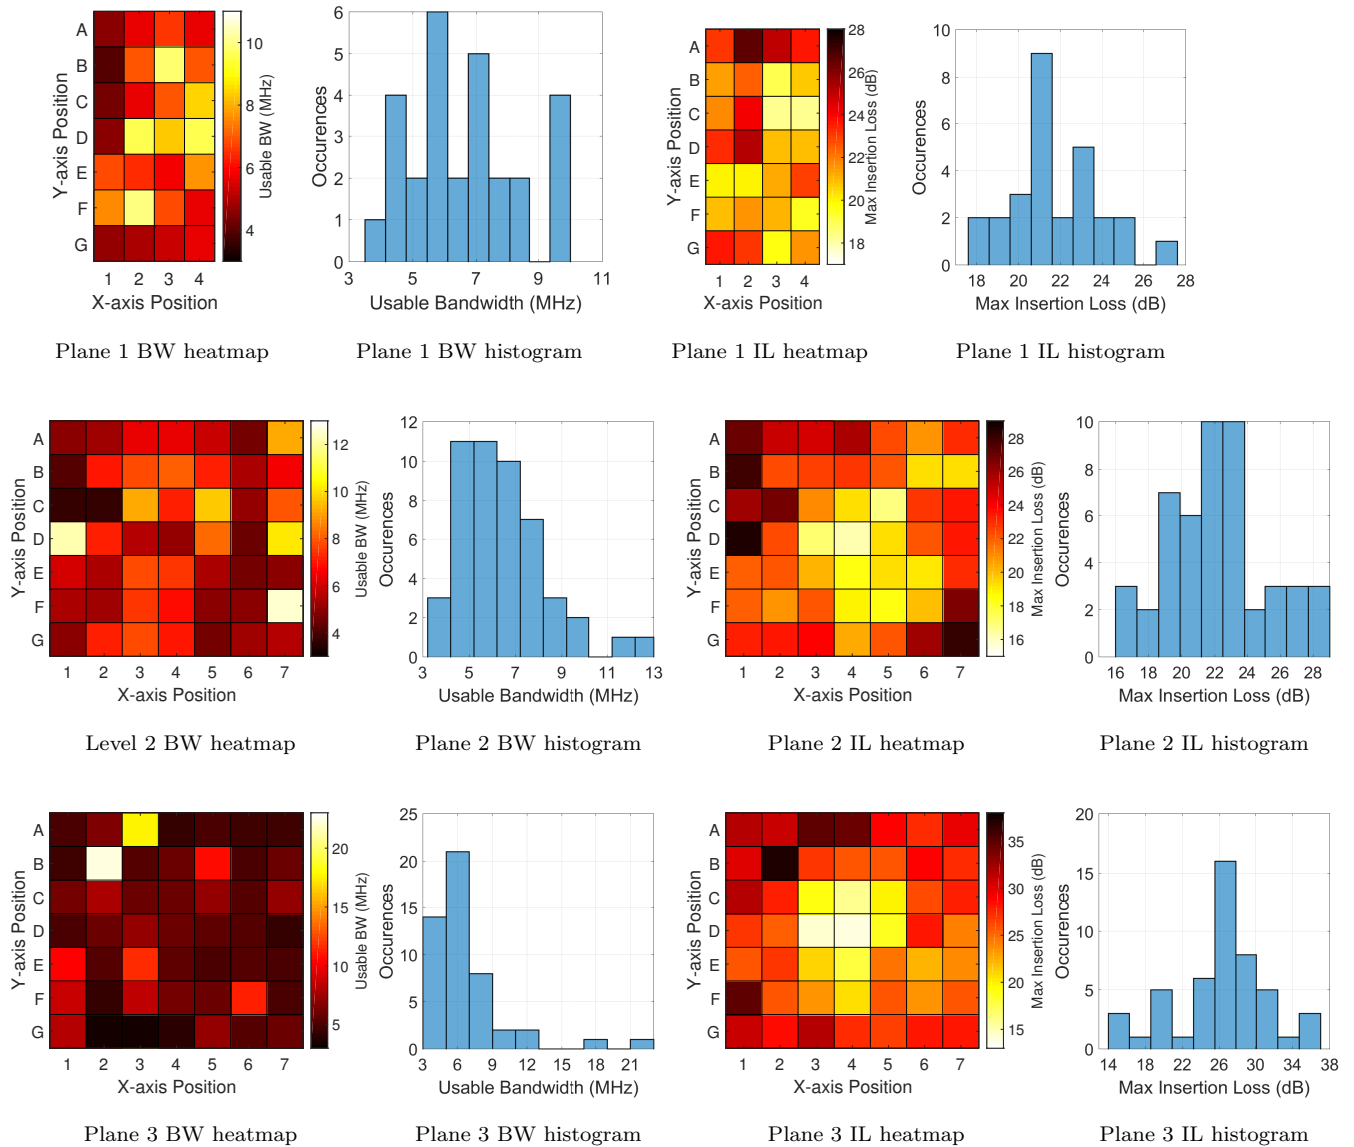 A
B
C
D
E
F
G
1 2 3 4
X-axis Position
Y-axis Position
10
8
6
4
Usable BW (MHz)
6
5
4
3
2
1
0
3 5 7 9 11
Usable Bandwidth (MHz)
Occurences
A
B
C
D
E
F
G
1 2 3 4
X-axis Position
Y-axis Position
28
26
24
22
20
18
Max Insertion Loss (dB)
10
8
6
4
2
0
18 20 22 24 26 28
Max Insertion Loss (dB)
Occurences
Plane 1 BW heatmap
Plane 1 BW histogram
Plane 1 IL heatmap
Plane 1 IL histogram
A
B
C
D
E
F
G
1 2 3 4 5 6 7
X-axis Position
Y-axis Position
12
10
8
6
4
Usable BW (MHz)
12
10
8
6
4
2
0
3 5 7 9 11 13
Usable Bandwidth (MHz)
Occurences
A
B
C
D
E
F
G
1 2 3 4 5 6 7
X-axis Position
Y-axis Position
28
26
24
22
20
18
16
Max Insertion Loss (dB)
10
8
6
4
2
0
16 18 20 22 24 26 28
Max Insertion Loss (dB)
Occurences
Level 2 BW heatmap
Plane 2 BW histogram
Plane 2 IL heatmap
Plane 2 IL histogram
A
B
C
D
E
F
G
1 2 3 4 5 6 7
X-axis Position
Y-axis Position
20
15
10
5
Usable BW (MHz)
25
20
15
10
5
0
3 6 9 12 15 18 21
Usable Bandwidth (MHz)
Occurences
A
B
C
D
E
F
G
1 2 3 4 5 6 7
X-axis Position
Y-axis Position
35
30
25
20
15
Max Insertion Loss (dB)
20
15
10
5
0
14 18 22 26 30 34 38
Max Insertion Loss (dB)
Occurences
Plane 3 BW heatmap
Plane 3 BW histogram
Plane 3 IL heatmap
Plane 3 IL histogram